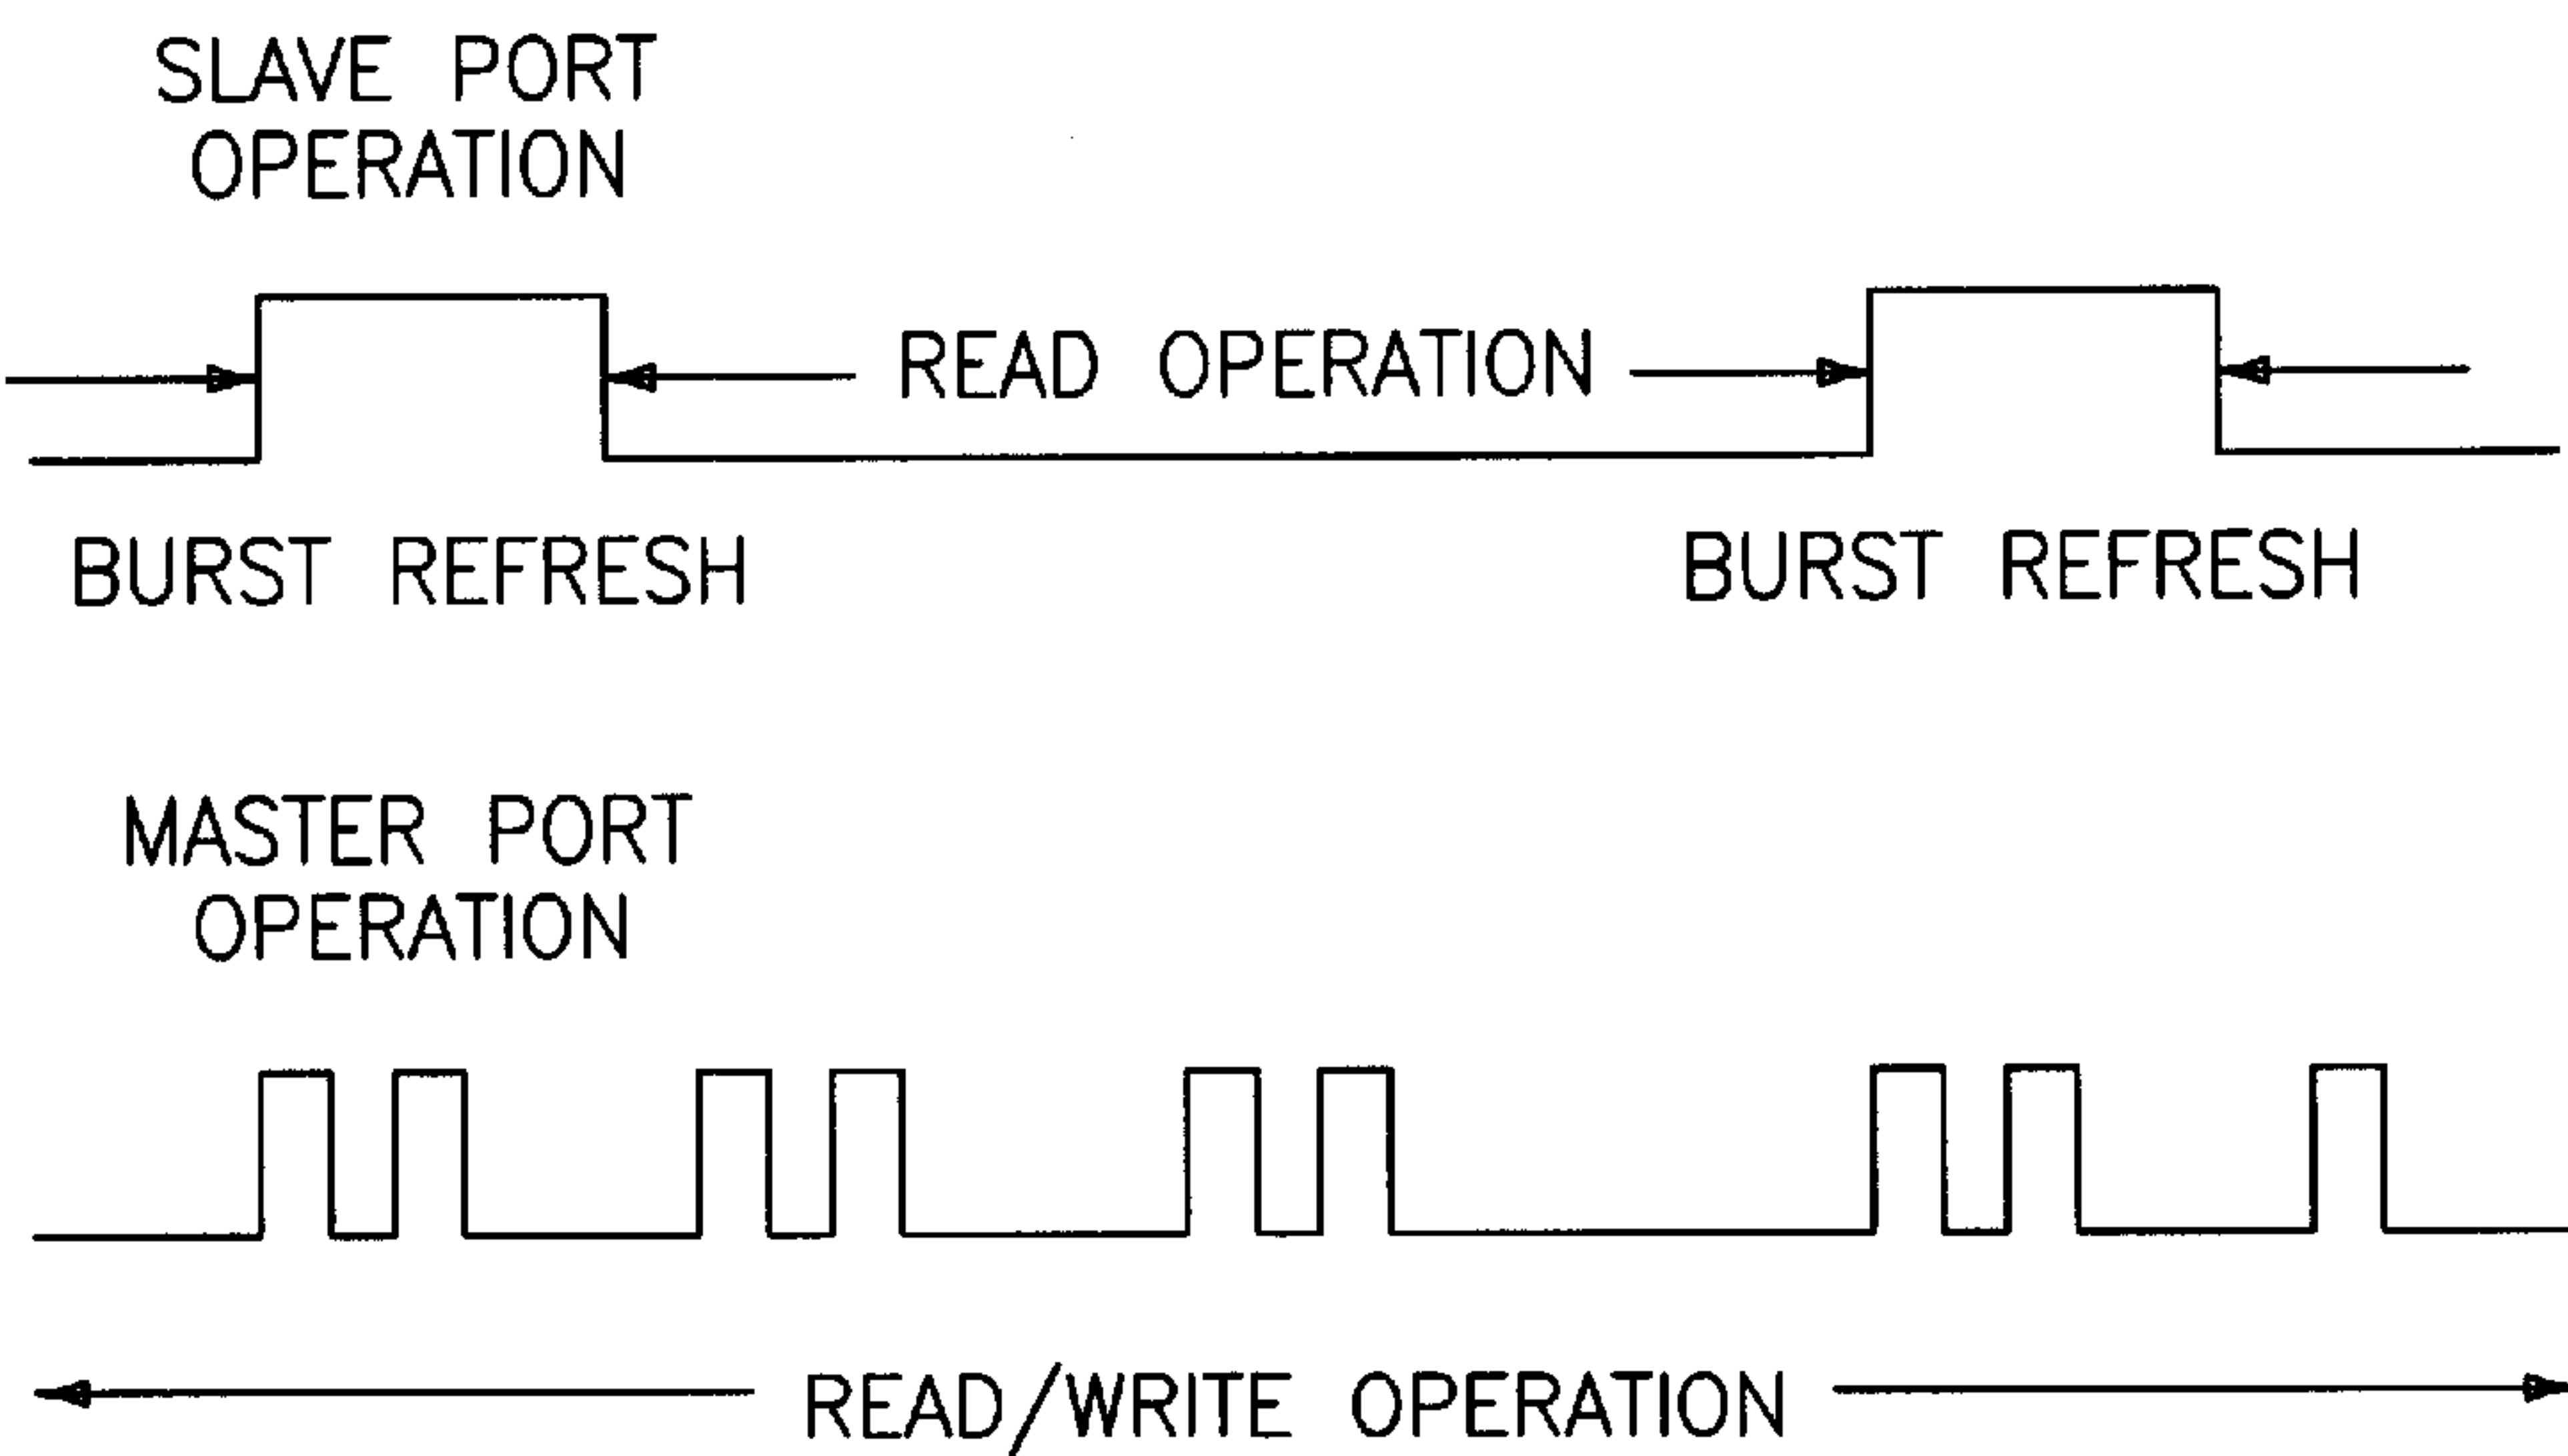 SLAVE PORT
OPERATION
READ OPERATION
BURST REFRESH
BURST REFRESH
MASTER PORT
OPERATION
READ/WRITE OPERATION